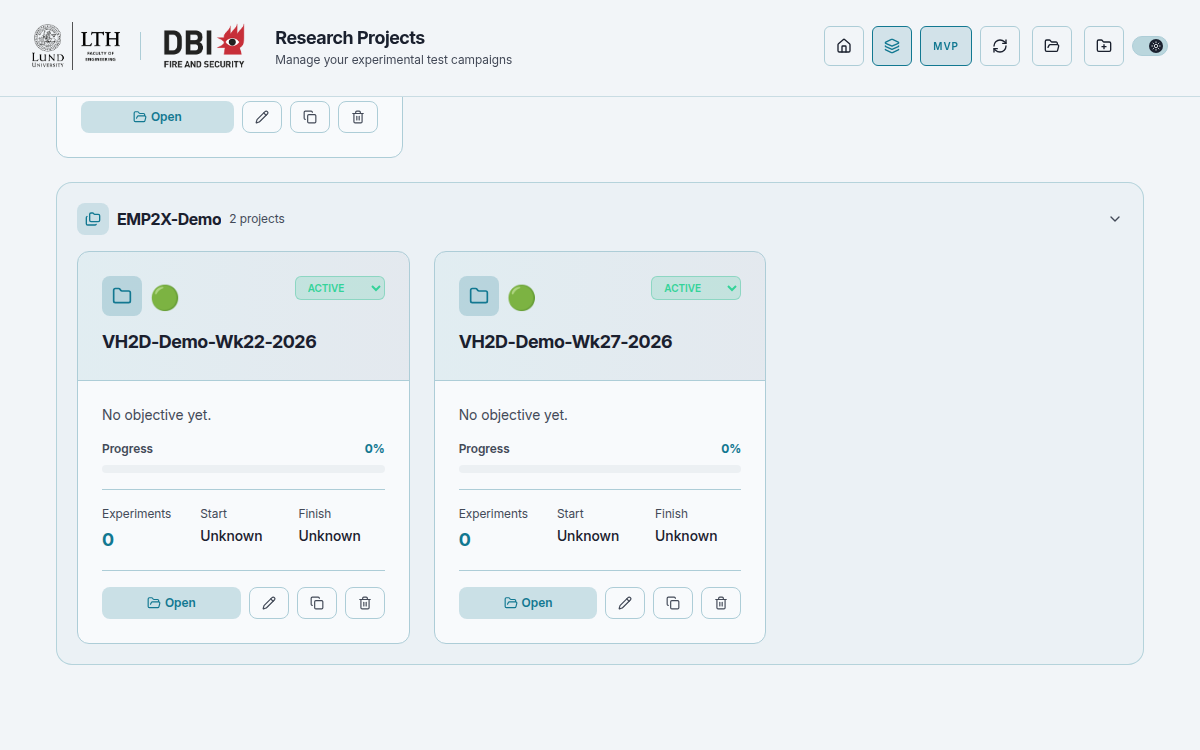 LUND
UNIVERSITY
LTH
FACULTY OF
ENGINEERING
DBI
FIRE AND SECURITY
Research Projects
Manage your experimental test campaigns
MVP
Open
EMP2X-Demo 2 projects
ACTIVE
VH2D-Demo-Wk22-2026
No objective yet.
Progress 0%
Experiments Start Finish
0 Unknown Unknown
Open
ACTIVE
VH2D-Demo-Wk27-2026
No objective yet.
Progress 0%
Experiments Start Finish
0 Unknown Unknown
Open